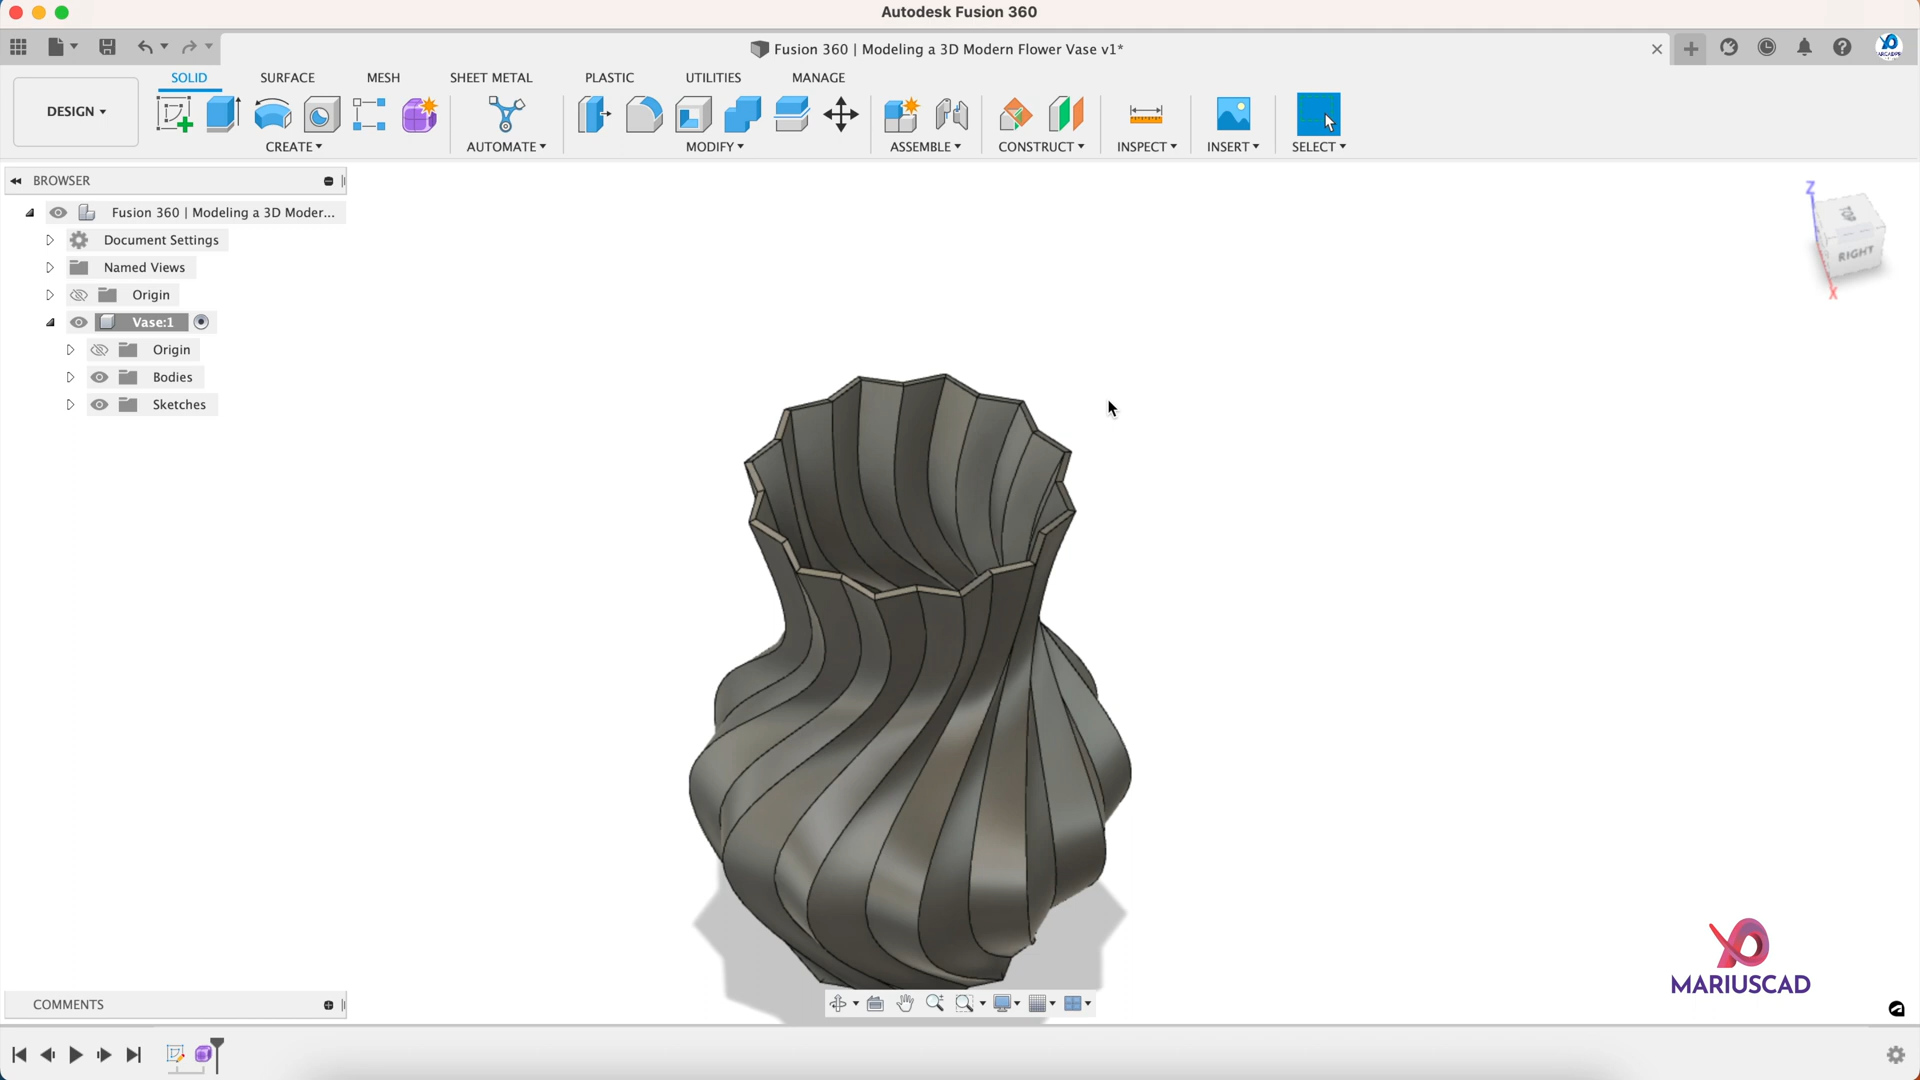 Autodesk Fusion 360
Fusion 360 | Modeling a 3D Modern Flower Vase v1*
DESIGN
SOLID SURFACE MESH SHEET METAL PLASTIC UTILITIES MANAGE
CREATE AUTOMATE MODIFY ASSEMBLE CONSTRUCT INSPECT INSERT SELECT
BROWSER
Fusion 360 | Modeling a 3D Moder...
Document Settings
Named Views
Origin
Vase:1
Origin
Bodies
Sketches
Z
TOP
RIGHT
X
MARIUSCAD
COMMENTS